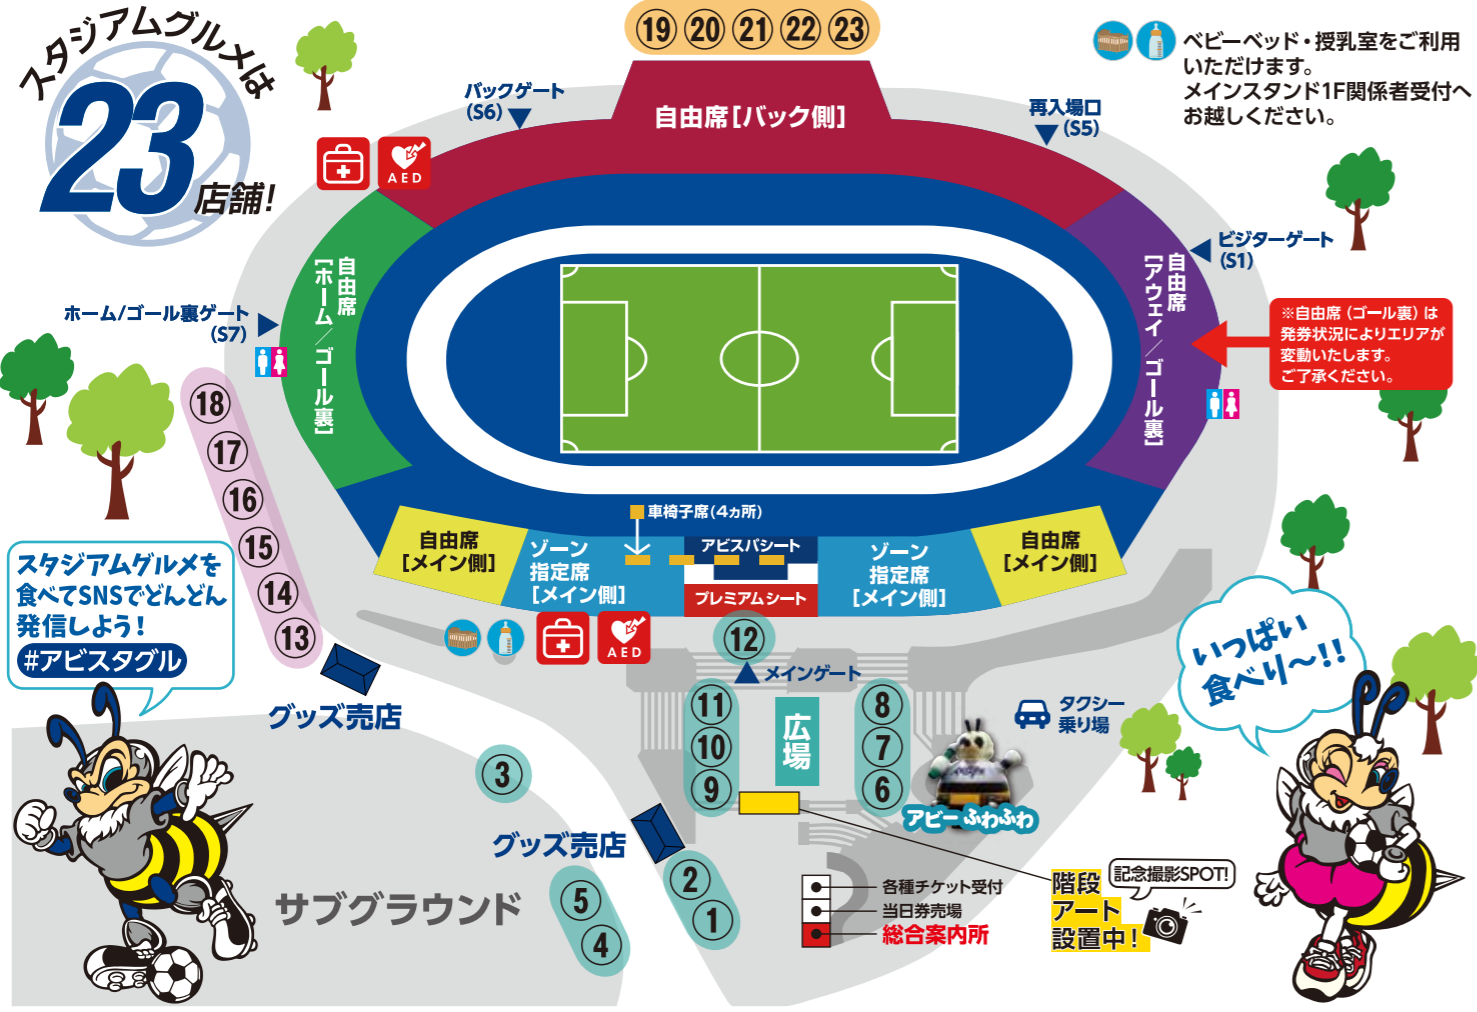 スタジアムグルメは
23
店舗！
⑲ ⑳ ㉑ ㉒ ㉓
ベビーベッド・授乳室をご利用
いただけます。
メインスタンド1F関係者受付へ
お越しください。
バックゲート
(S6)
自由席［バック側］
再入場口
(S5)
AED
ビジターゲート
(S1)
自由席
［ホーム／ゴール裏］
自由席
［アウェイ／ゴール裏］
ホーム/ゴール裏ゲート
(S7)
※自由席（ゴール裏）は
発券状況によりエリアが
変動いたします。
ご了承ください。
⑱
⑰
⑯
⑮
⑭
⑬
車椅子席(4ヵ所)
自由席
［メイン側］
ゾーン
指定席
［メイン側］
アビスパシート
プレミアムシート
ゾーン
指定席
［メイン側］
自由席
［メイン側］
スタジアムグルメを
食べてSNSでどんどん
発信しよう！
#アビスタグル
AED
⑫
メインゲート
いっぱい
食べり〜!!
グッズ売店
⑪
⑩
⑨
広場
⑧
⑦
⑥
タクシー
乗り場
③
アビー ふわふわ
グッズ売店
②
①
⑤
④
サブグラウンド
各種チケット受付
当日券売場
総合案内所
階段
アート
設置中！
記念撮影SPOT!